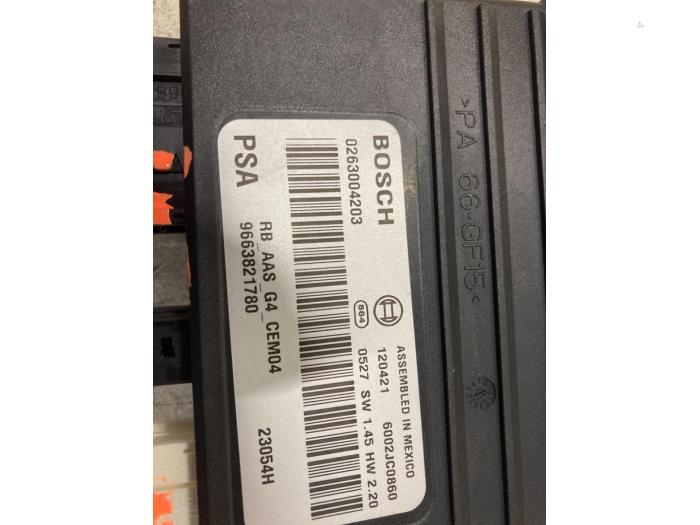 BOSCH
0263004203
ASSEMBLED IN MEXICO
120421 6002JC0860
864
0527 SW 1.45 HW 2.20
PSA
RB_AAS_G4_CEM04
9663821780
23054H
>PA 66-GF15<